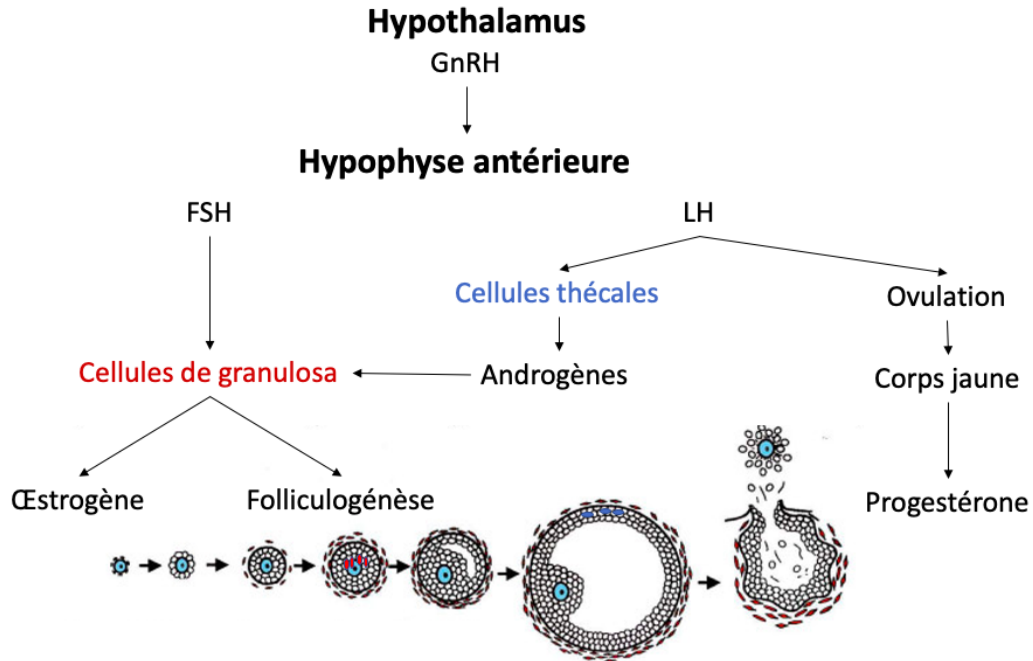 Hypothalamus
GnRH
Hypophyse antérieure
FSH
LH
Cellules thécales
Ovulation
Cellules de granulosa
Androgènes
Corps jaune
Œstrogène
Folliculogénèse
Progestérone